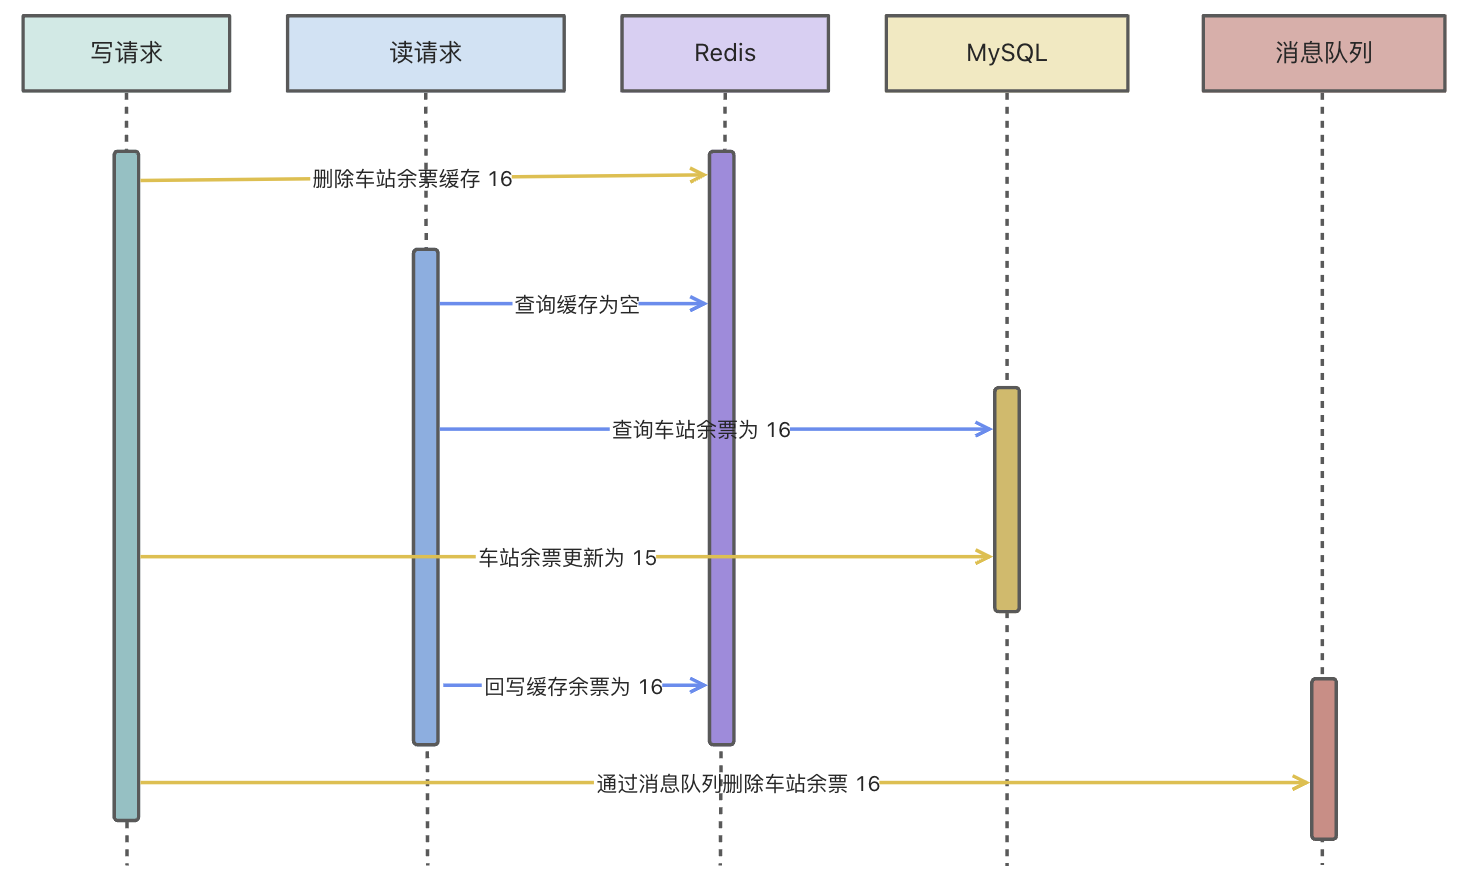 写请求
读请求
Redis
MySQL
消息队列
删除车站余票缓存 16
查询缓存为空
查询车站余票为 16
车站余票更新为 15
回写缓存余票为 16
通过消息队列删除车站余票 16